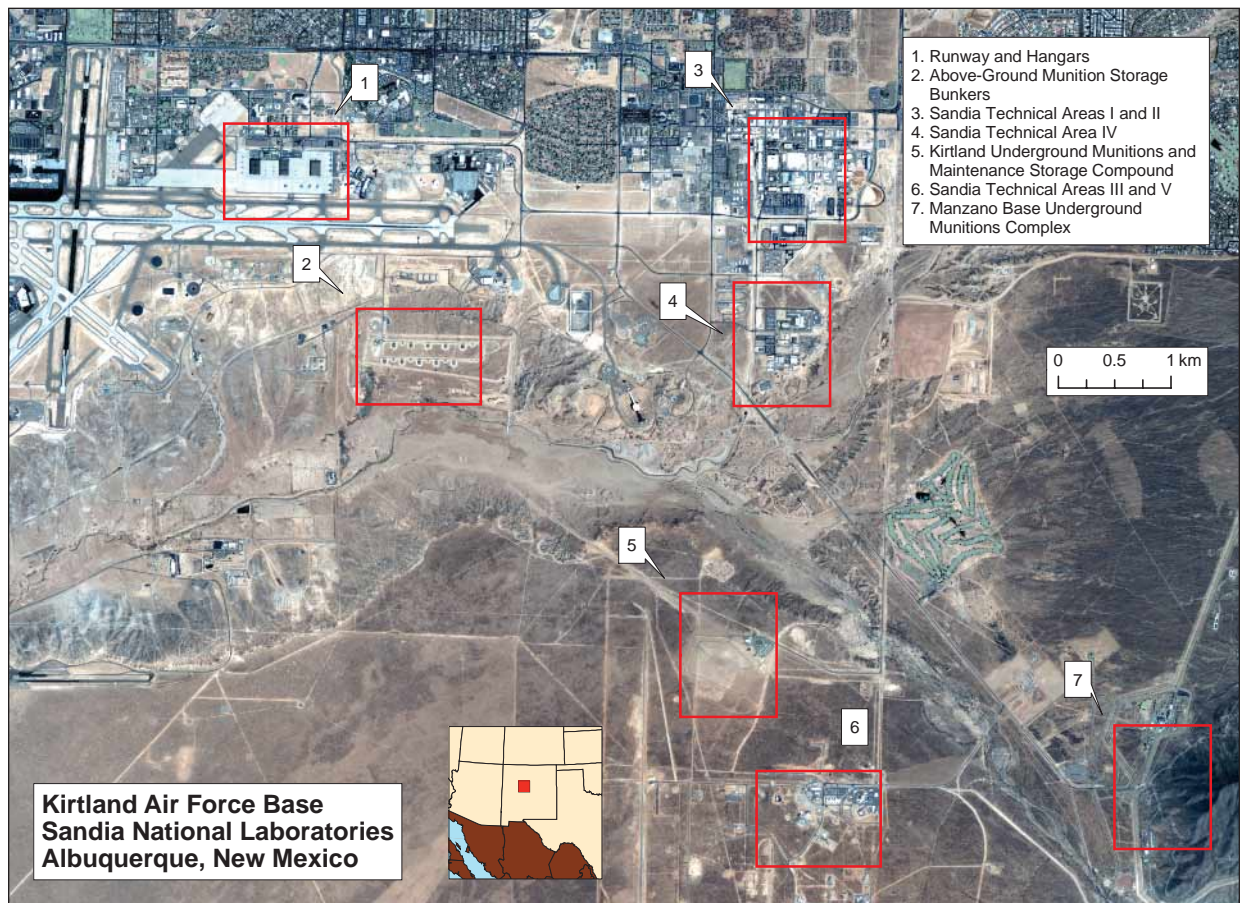 1
3
1. Runway and Hangars
2. Above-Ground Munition Storage
Bunkers
3. Sandia Technical Areas I and II
4. Sandia Technical Area IV
5. Kirtland Underground Munitions and
Maintenance Storage Compound
6. Sandia Technical Areas III and V
7. Manzano Base Underground
Munitions Complex
2
4
0 0.5 1 km
5
7
6
Kirtland Air Force Base
Sandia National Laboratories
Albuquerque, New Mexico